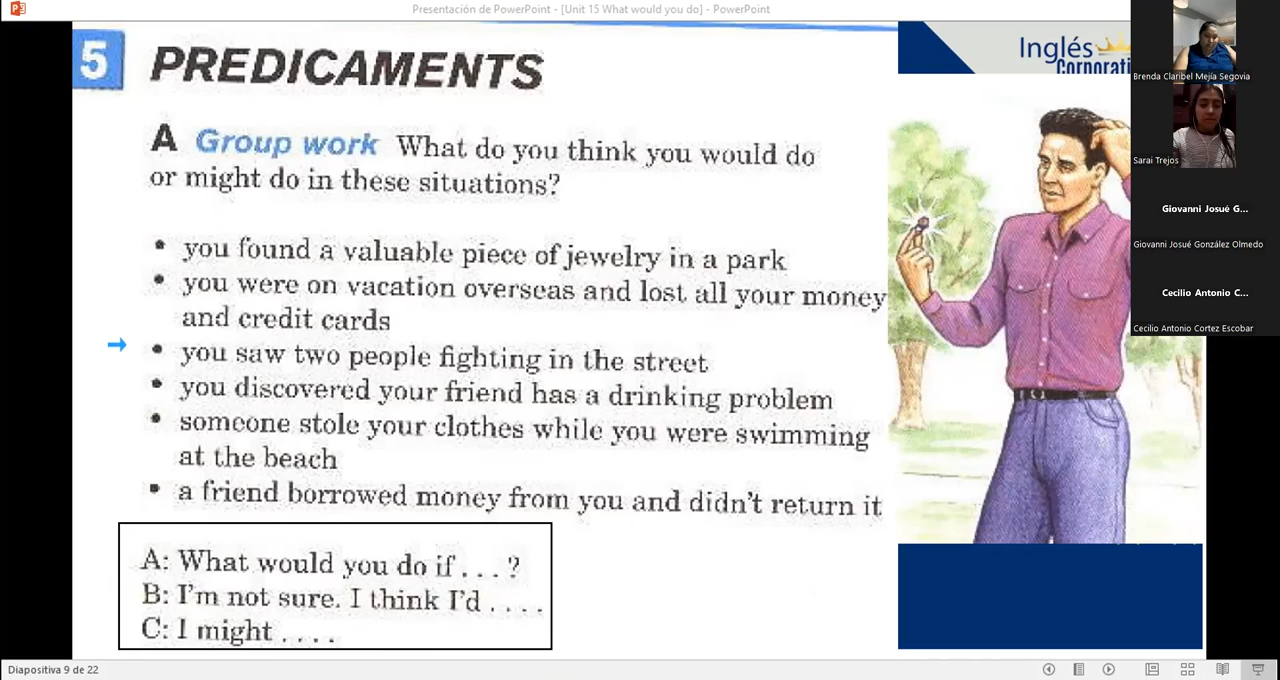 Presentación de PowerPoint - [Unit 15 What would you do] - PowerPoint
5 PREDICAMENTS
Inglés
Corporati
A Group work What do you think you would do
or might do in these situations?
• you found a valuable piece of jewelry in a park
• you were on vacation overseas and lost all your money
and credit cards
• you saw two people fighting in the street
• you discovered your friend has a drinking problem
• someone stole your clothes while you were swimming
at the beach
• a friend borrowed money from you and didn't return it
A: What would you do if . . . ?
B: I'm not sure. I think I'd . . . .
C: I might . . . .
Brenda Claribel Mejía Segovia
Sarai Trejos
Giovanni Josué G...
Giovanni Josué González Olmedo
Cecilio Antonio C...
Cecilio Antonio Cortez Escobar
Diapositiva 9 de 22